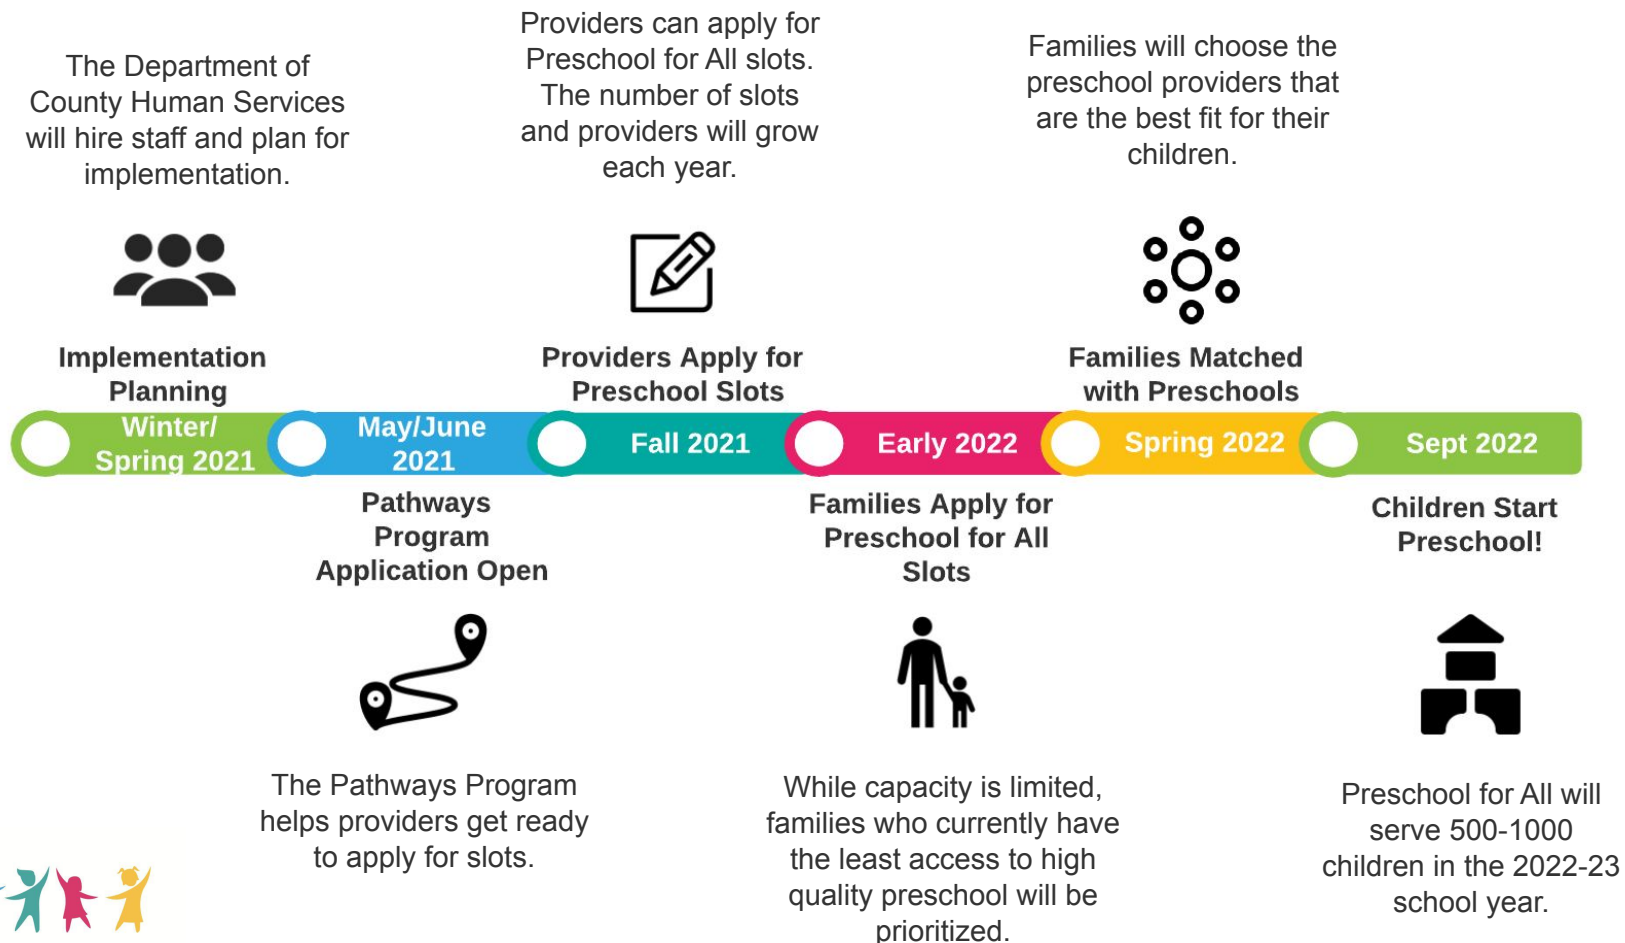 The Department of
County Human Services
will hire staff and plan for
implementation.
Implementation
Planning
Winter/
Spring 2021
May/June
2021
Pathways
Program
Application Open
The Pathways Program
helps providers get ready
to apply for slots.
Providers can apply for
Preschool for All slots.
The number of slots
and providers will grow
each year.
Providers Apply for
Preschool Slots
Fall 2021
Early 2022
Families Apply for
Preschool for All
Slots
While capacity is limited,
families who currently have
the least access to high
quality preschool will be
prioritized.
Families will choose the
preschool providers that
are the best fit for their
children.
Families Matched
with Preschools
Spring 2022
Sept 2022
Children Start
Preschool!
Preschool for All will
serve 500-1000
children in the 2022-23
school year.